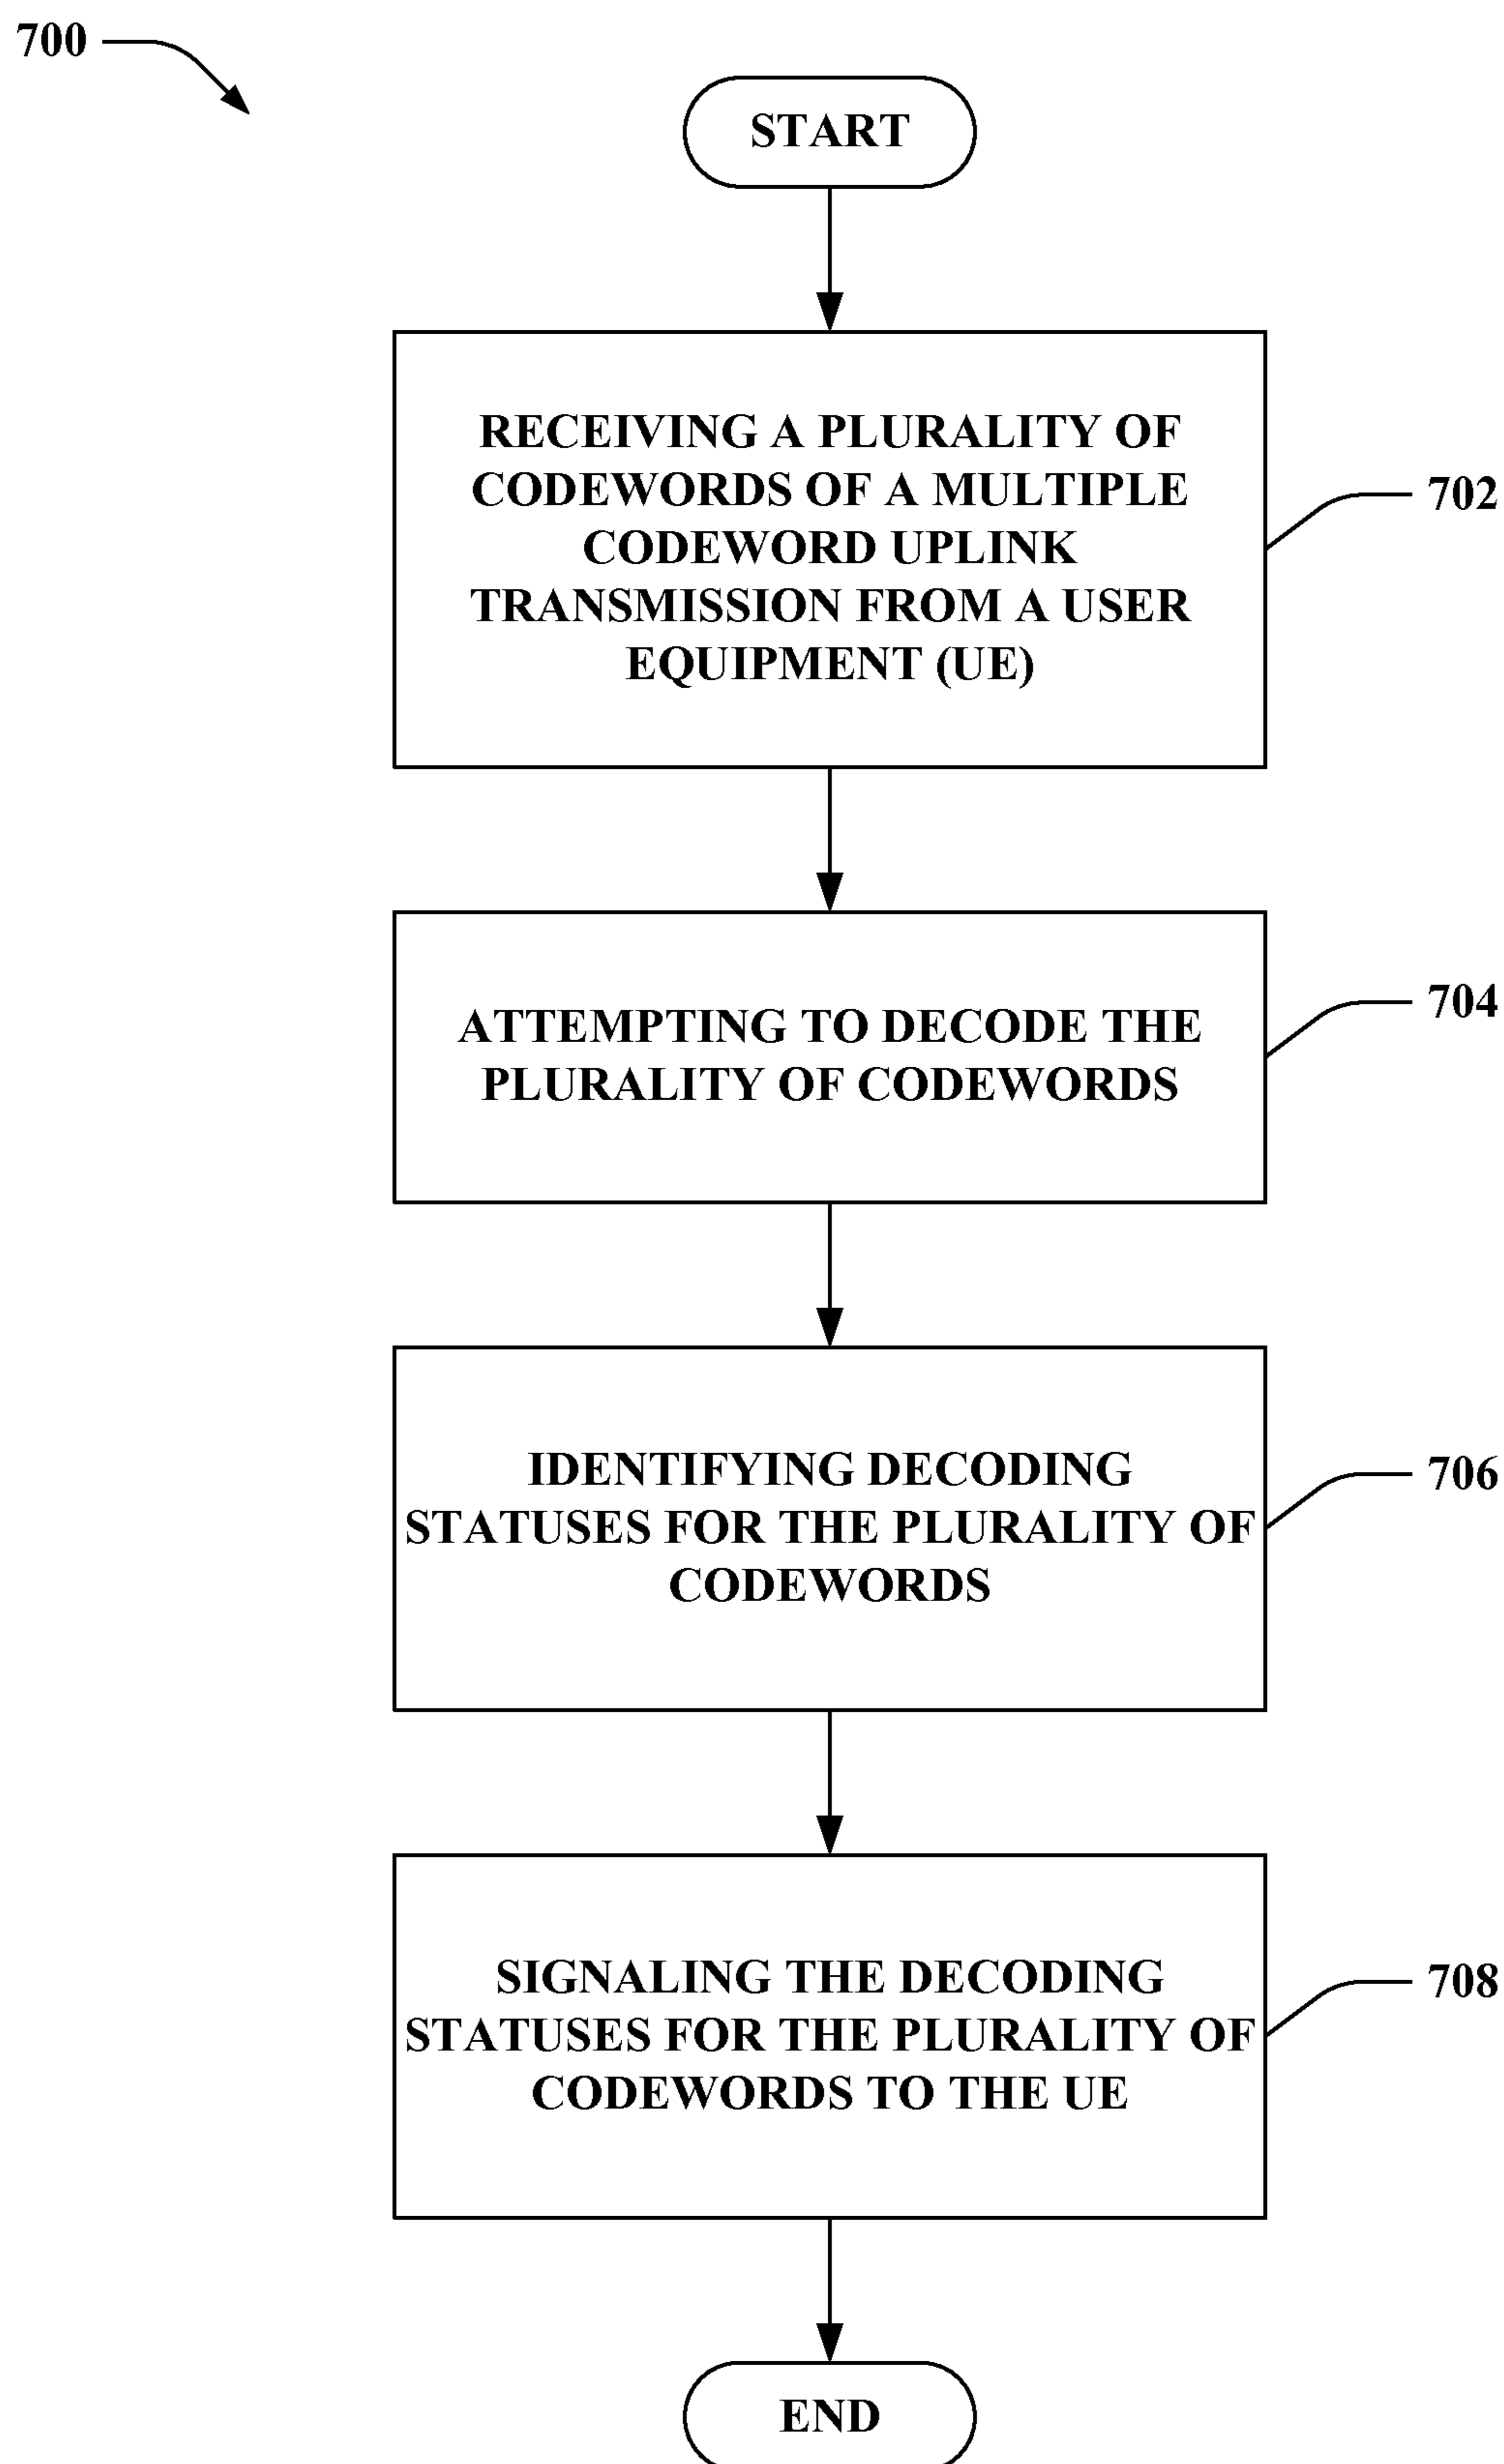 700
START
RECEIVING A PLURALITY OF
CODEWORDS OF A MULTIPLE
CODEWORD UPLINK
TRANSMISSION FROM A USER
EQUIPMENT (UE)
702
ATTEMPTING TO DECODE THE
PLURALITY OF CODEWORDS
704
IDENTIFYING DECODING
STATUSES FOR THE PLURALITY OF
CODEWORDS
706
SIGNALING THE DECODING
STATUSES FOR THE PLURALITY OF
CODEWORDS TO THE UE
708
END